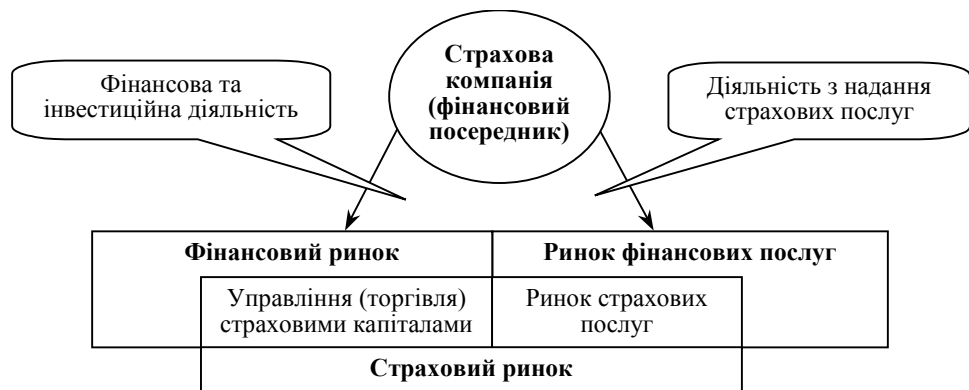 Страхова
компанія
(фінансовий
посередник)
Фінансова та
інвестиційна діяльність
Діяльність з надання
страхових послуг
Фінансовий ринок
Ринок фінансових послуг
Управління (торгівля)
страховими капіталами
Ринок страхових
послуг
Страховий ринок